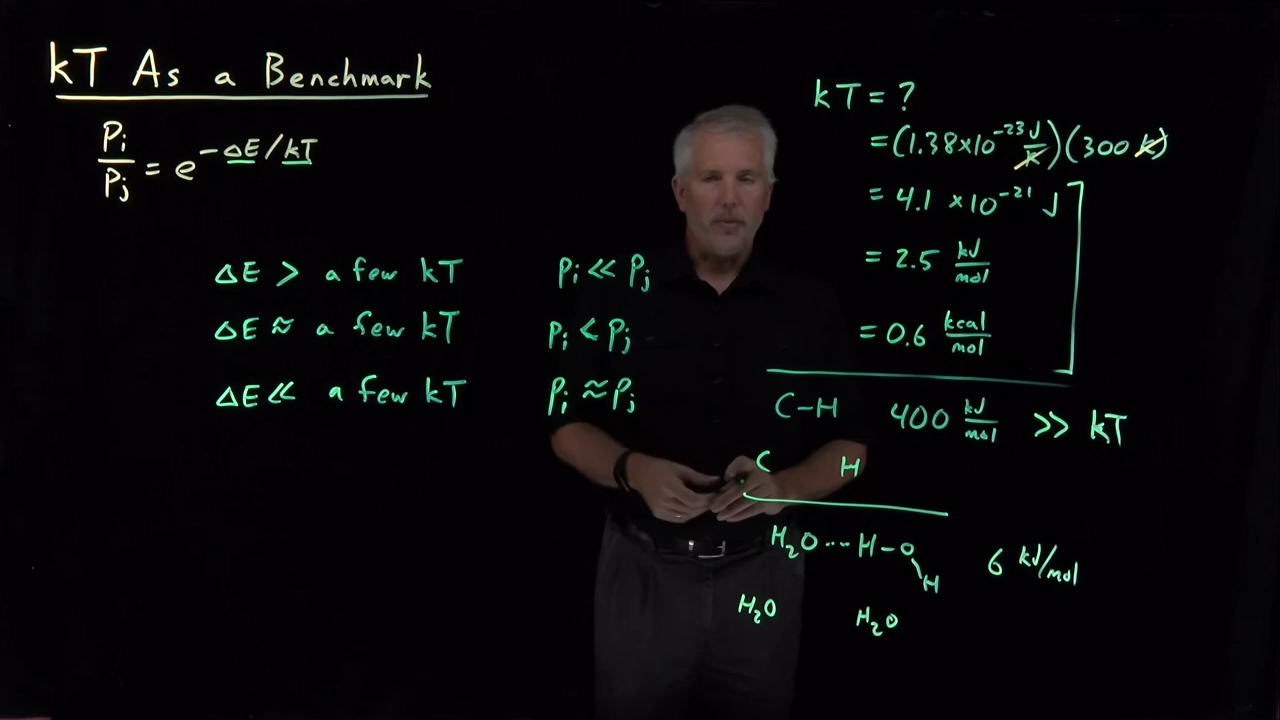 kT As a Benchmark
Pᵢ/Pⱼ = e^(-ΔE/kT)
ΔE > a few kT Pᵢ ≪ Pⱼ
ΔE ≈ a few kT Pᵢ < Pⱼ
ΔE ≪ a few kT Pᵢ ≈ Pⱼ
kT = ?
= (1.38×10⁻²³ J/K)(300 K)
= 4.1 ×10⁻²¹ J
= 2.5 kJ/mol
= 0.6 kcal/mol
C-H 400 kJ/mol >> kT
C H
H₂O---H-O
H
6 kJ/mol
H₂O H₂O